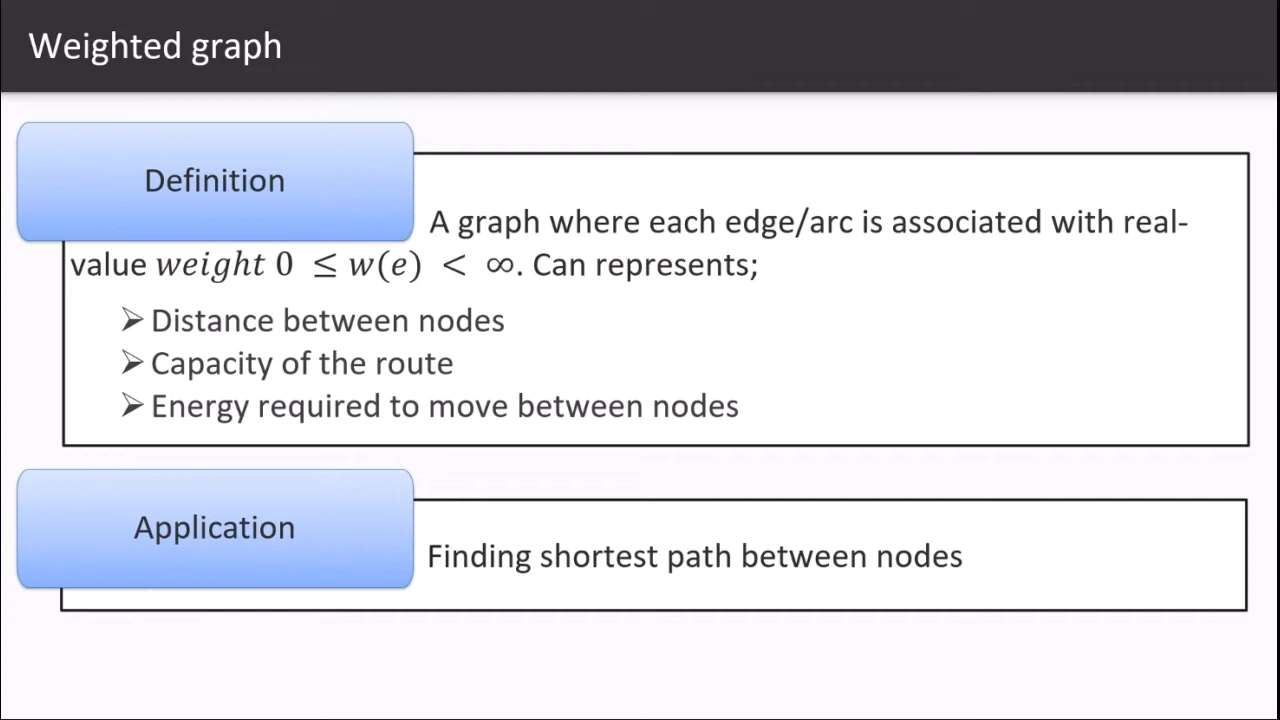 Weighted graph
Definition
A graph where each edge/arc is associated with real-
value weight 0 ≤ w(e) < ∞. Can represents;
➢ Distance between nodes
➢ Capacity of the route
➢ Energy required to move between nodes
Application
Finding shortest path between nodes